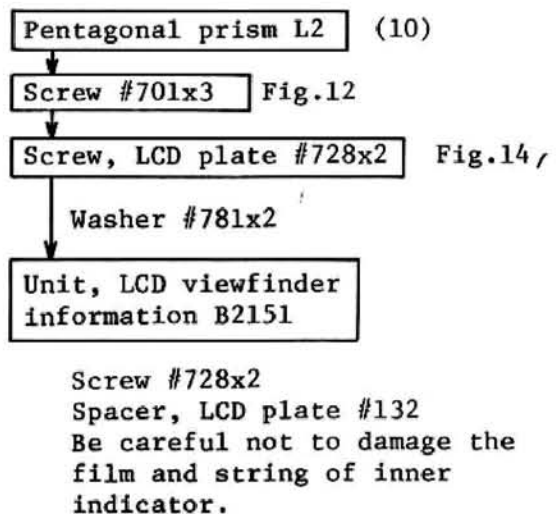 Pentagonal prism L2 (10)
Screw #701x3 Fig.12
Screw, LCD plate #728x2 Fig.14,
Washer #781x2
Unit, LCD viewfinder
information B2151
Screw #728x2
Spacer, LCD plate #132
Be careful not to damage the
film and string of inner
indicator.